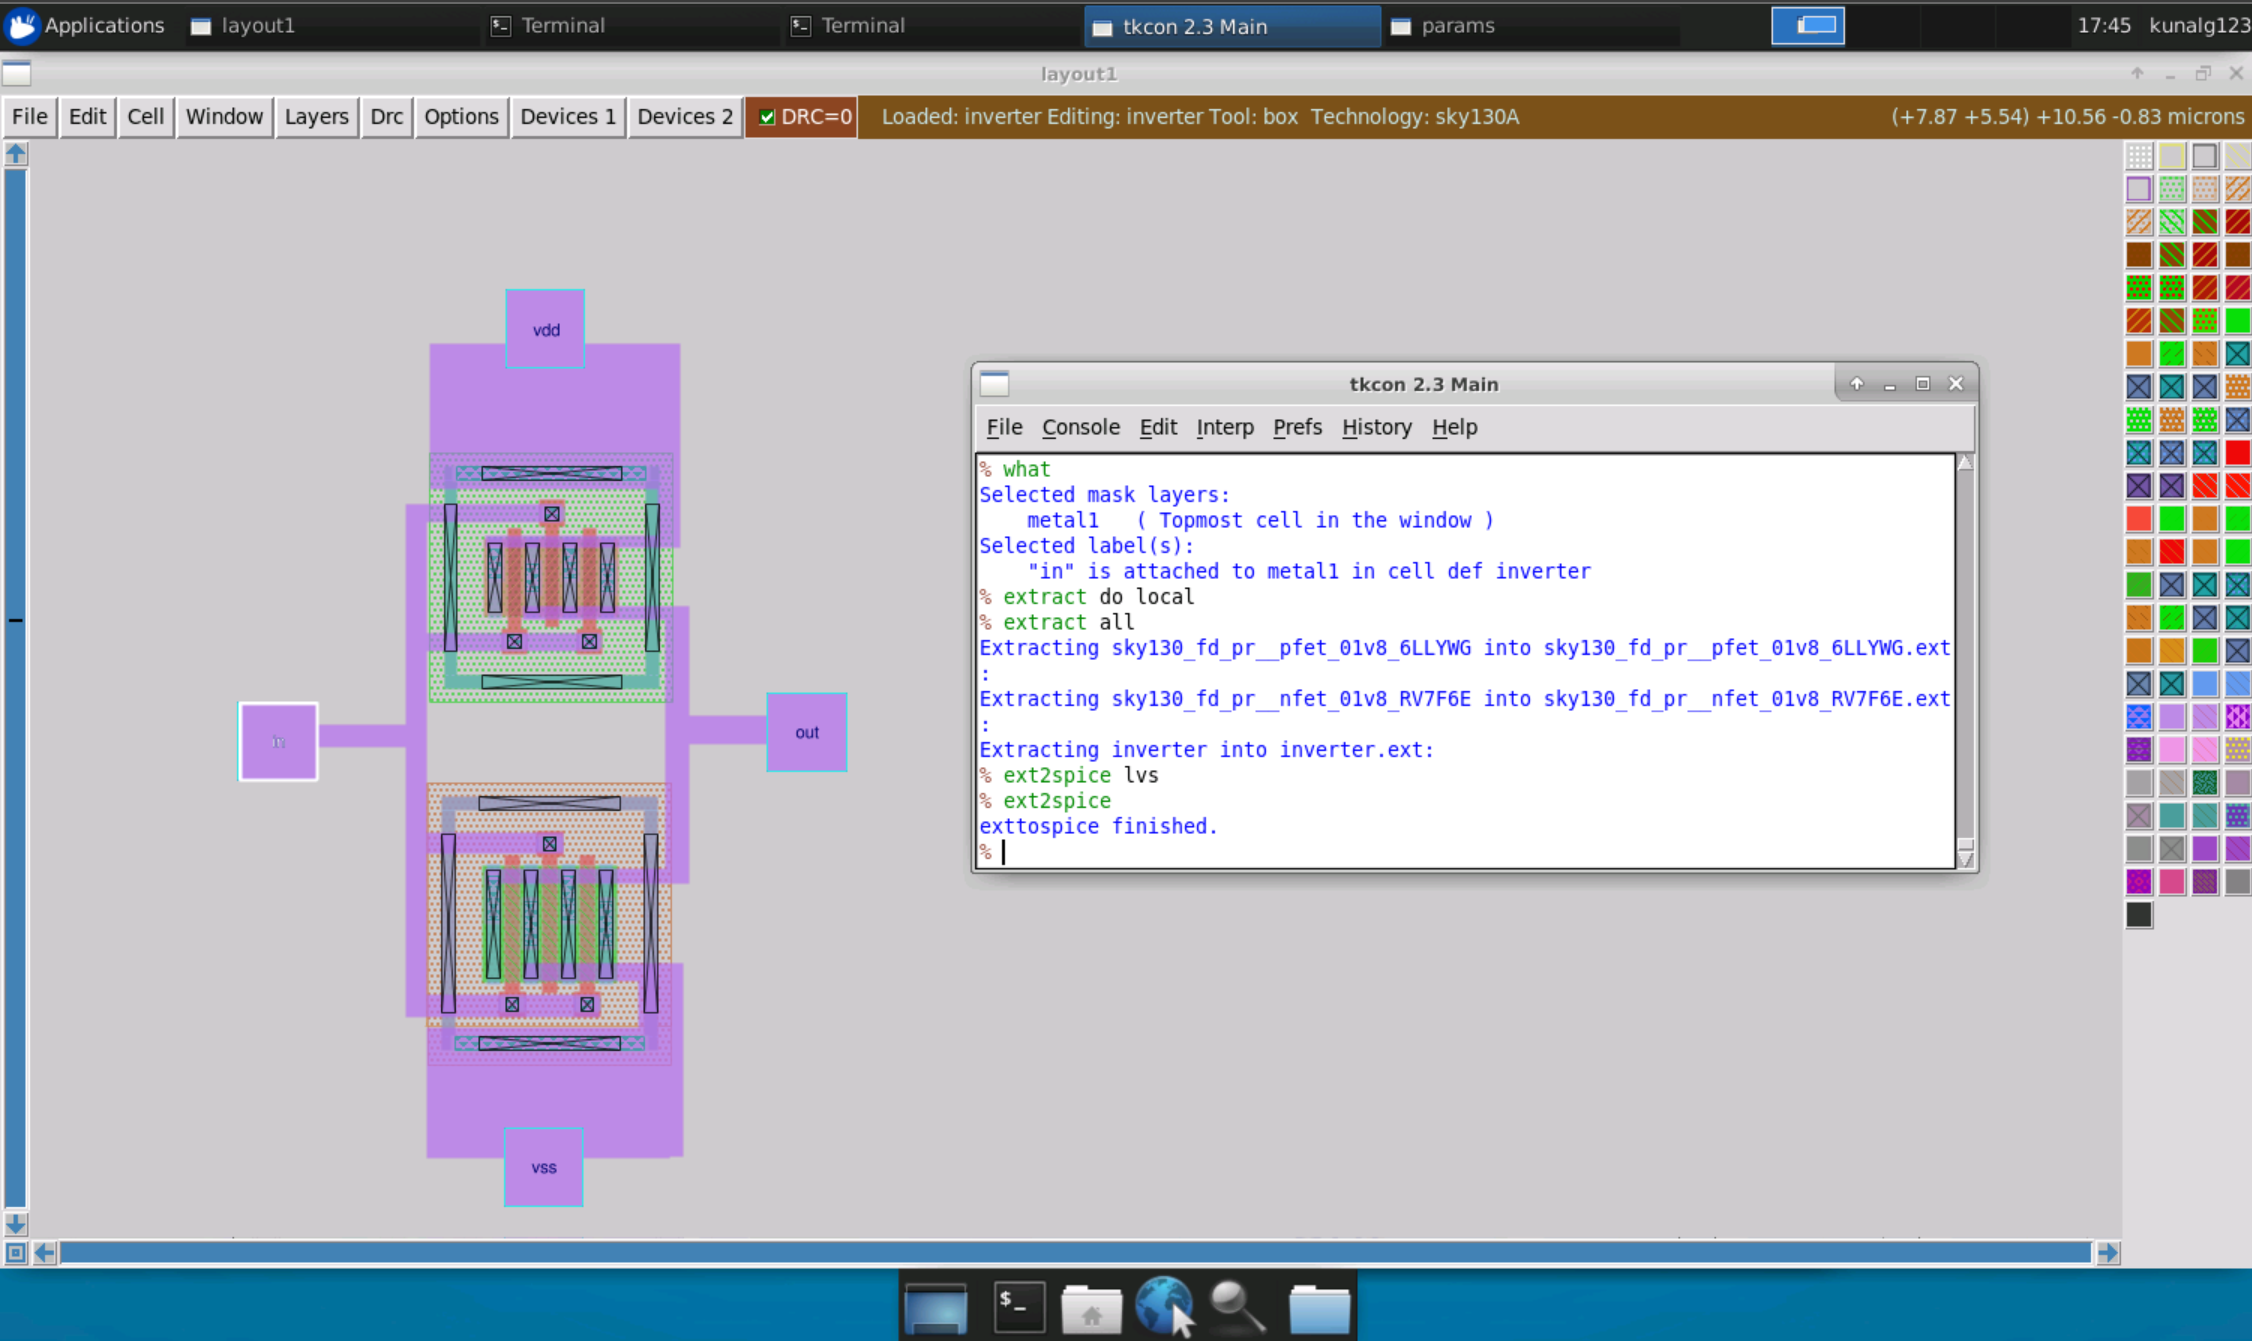 Applications layout1 Terminal Terminal tkcon 2.3 Main params 17:45 kunalg123
layout1
File Edit Cell Window Layers Drc Options Devices 1 Devices 2 DRC=0 Loaded: inverter Editing: inverter Tool: box Technology: sky130A (+7.87 +5.54) +10.56 -0.83 microns
vdd
in
out
vss
tkcon 2.3 Main
File Console Edit Interp Prefs History Help
% what
Selected mask layers:
metal1 ( Topmost cell in the window )
Selected label(s):
"in" is attached to metal1 in cell def inverter
% extract do local
% extract all
Extracting sky130_fd_pr__pfet_01v8_6LLYWG into sky130_fd_pr__pfet_01v8_6LLYWG.ext
:
Extracting sky130_fd_pr__nfet_01v8_RV7F6E into sky130_fd_pr__nfet_01v8_RV7F6E.ext
:
Extracting inverter into inverter.ext:
% ext2spice lvs
% ext2spice
exttospice finished.
%
$_